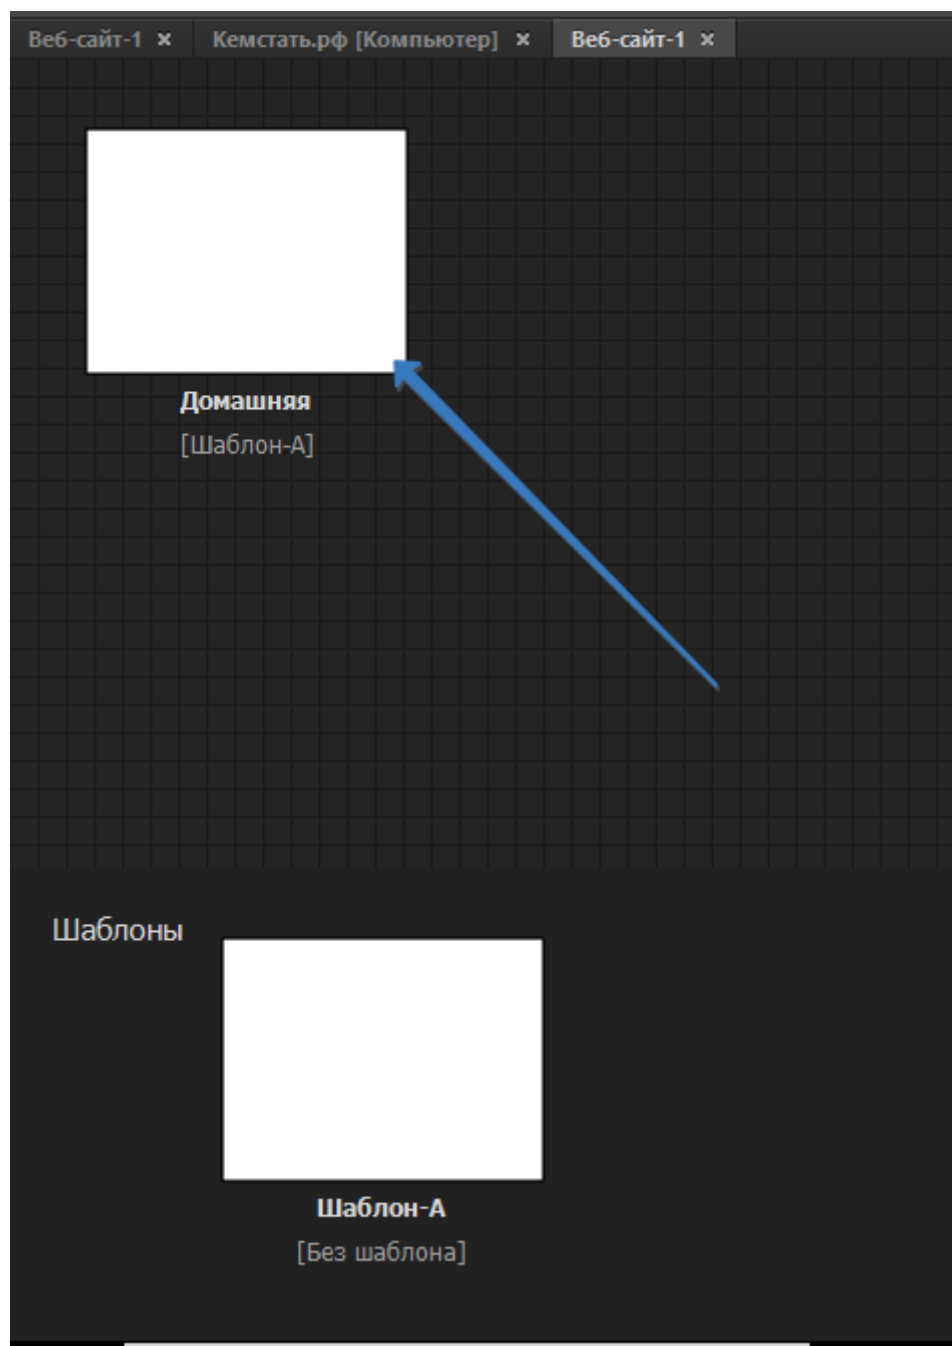 Веб-сайт-1 × Кемстать.рф [Компьютер] × Веб-сайт-1 ×
Домашняя
[Шаблон-А]
Шаблоны
Шаблон-А
[Без шаблона]